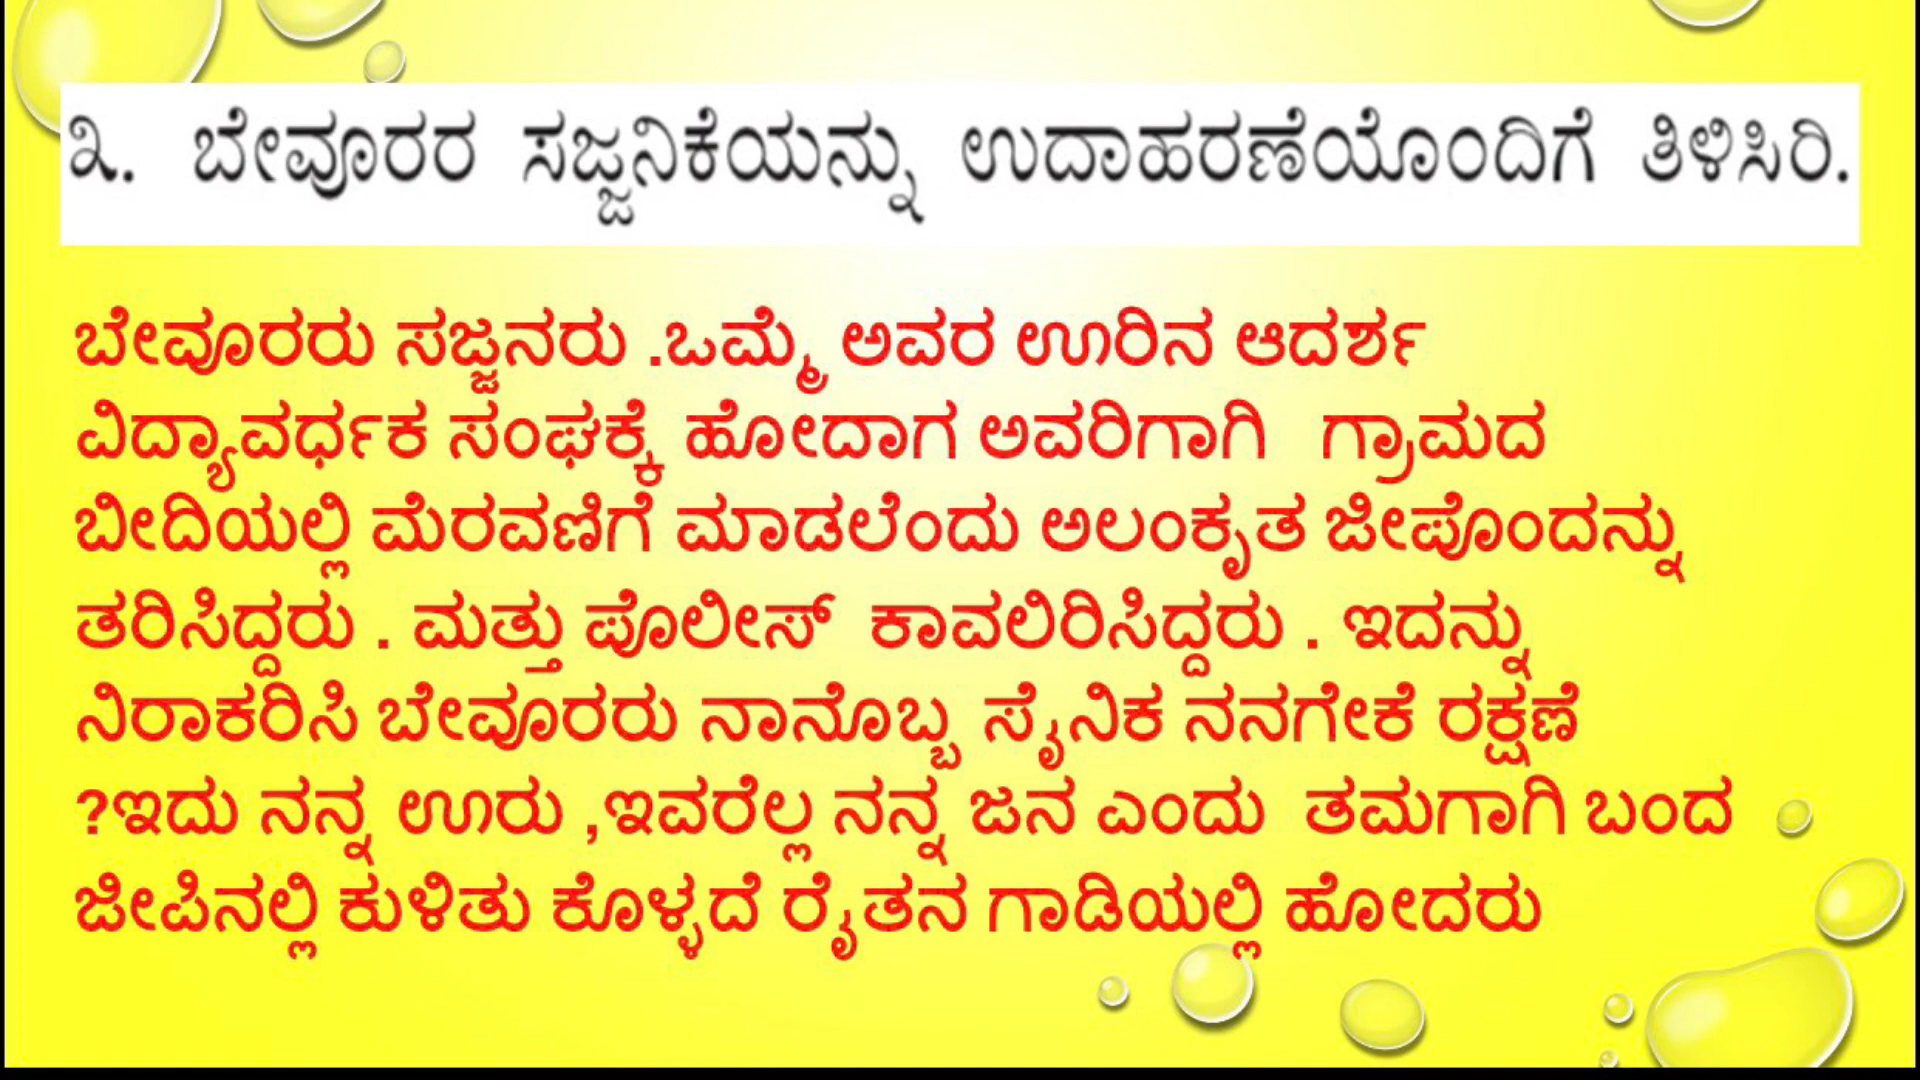 ೩. ಬೇವೂರರ ಸಜ್ಜನಿಕೆಯನ್ನು ಉದಾಹರಣೆಯೊಂದಿಗೆ ತಿಳಿಸಿರಿ.
ಬೇವೂರರು ಸಜ್ಜನರು .ಒಮ್ಮೆ ಅವರ ಊರಿನ ಆದರ್ಶ
ವಿದ್ಯಾವರ್ಧಕ ಸಂಘಕ್ಕೆ ಹೋದಾಗ ಅವರಿಗಾಗಿ ಗ್ರಾಮದ
ಬೀದಿಯಲ್ಲಿ ಮೆರವಣಿಗೆ ಮಾಡಲೆಂದು ಅಲಂಕೃತ ಜೀಪೊಂದನ್ನು
ತರಿಸಿದ್ದರು . ಮತ್ತು ಪೊಲೀಸ್ ಕಾವಲಿರಿಸಿದ್ದರು . ಇದನ್ನು
ನಿರಾಕರಿಸಿ ಬೇವೂರರು ನಾನೊಬ್ಬ ಸೈನಿಕ ನನಗೇಕೆ ರಕ್ಷಣೆ
?ಇದು ನನ್ನ ಊರು ,ಇವರೆಲ್ಲ ನನ್ನ ಜನ ಎಂದು ತಮಗಾಗಿ ಬಂದ
ಜೀಪಿನಲ್ಲಿ ಕುಳಿತು ಕೊಳ್ಳದೆ ರೈತನ ಗಾಡಿಯಲ್ಲಿ ಹೋದರು